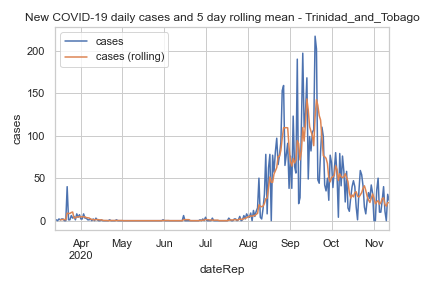 New COVID-19 daily cases and 5 day rolling mean - Trinidad_and_Tobago
cases
cases (rolling)
200
150
100
50
0
cases
Apr May Jun Jul Aug Sep Oct Nov
2020
dateRep